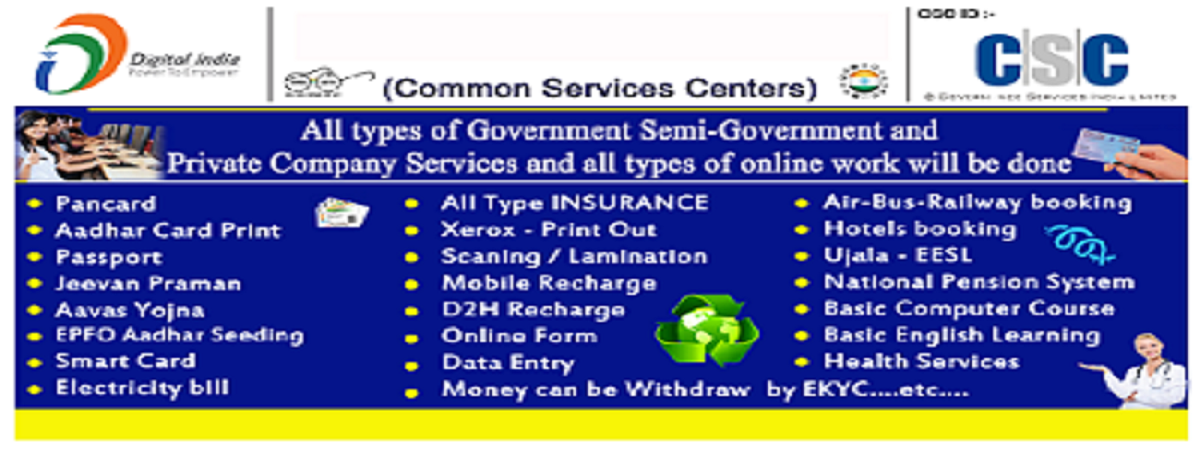 Digital India
Power To Empower
(Common Services Centers)
CSC ID :-
CSC
All types of Government Semi-Government and
Private Company Services and all types of online work will be done
Pancard
Aadhar Card Print
Passport
Jeevan Praman
Aavas Yojna
EPFO Aadhar Seeding
Smart Card
Electricity bill
All Type INSURANCE
Xerox - Print Out
Scaning / Lamination
Mobile Recharge
D2H Recharge
Online Form
Data Entry
Money can be Withdraw by EKYC....etc....
Air-Bus-Railway booking
Hotels booking
Ujala - EESL
National Pension System
Basic Computer Course
Basic English Learning
Health Services